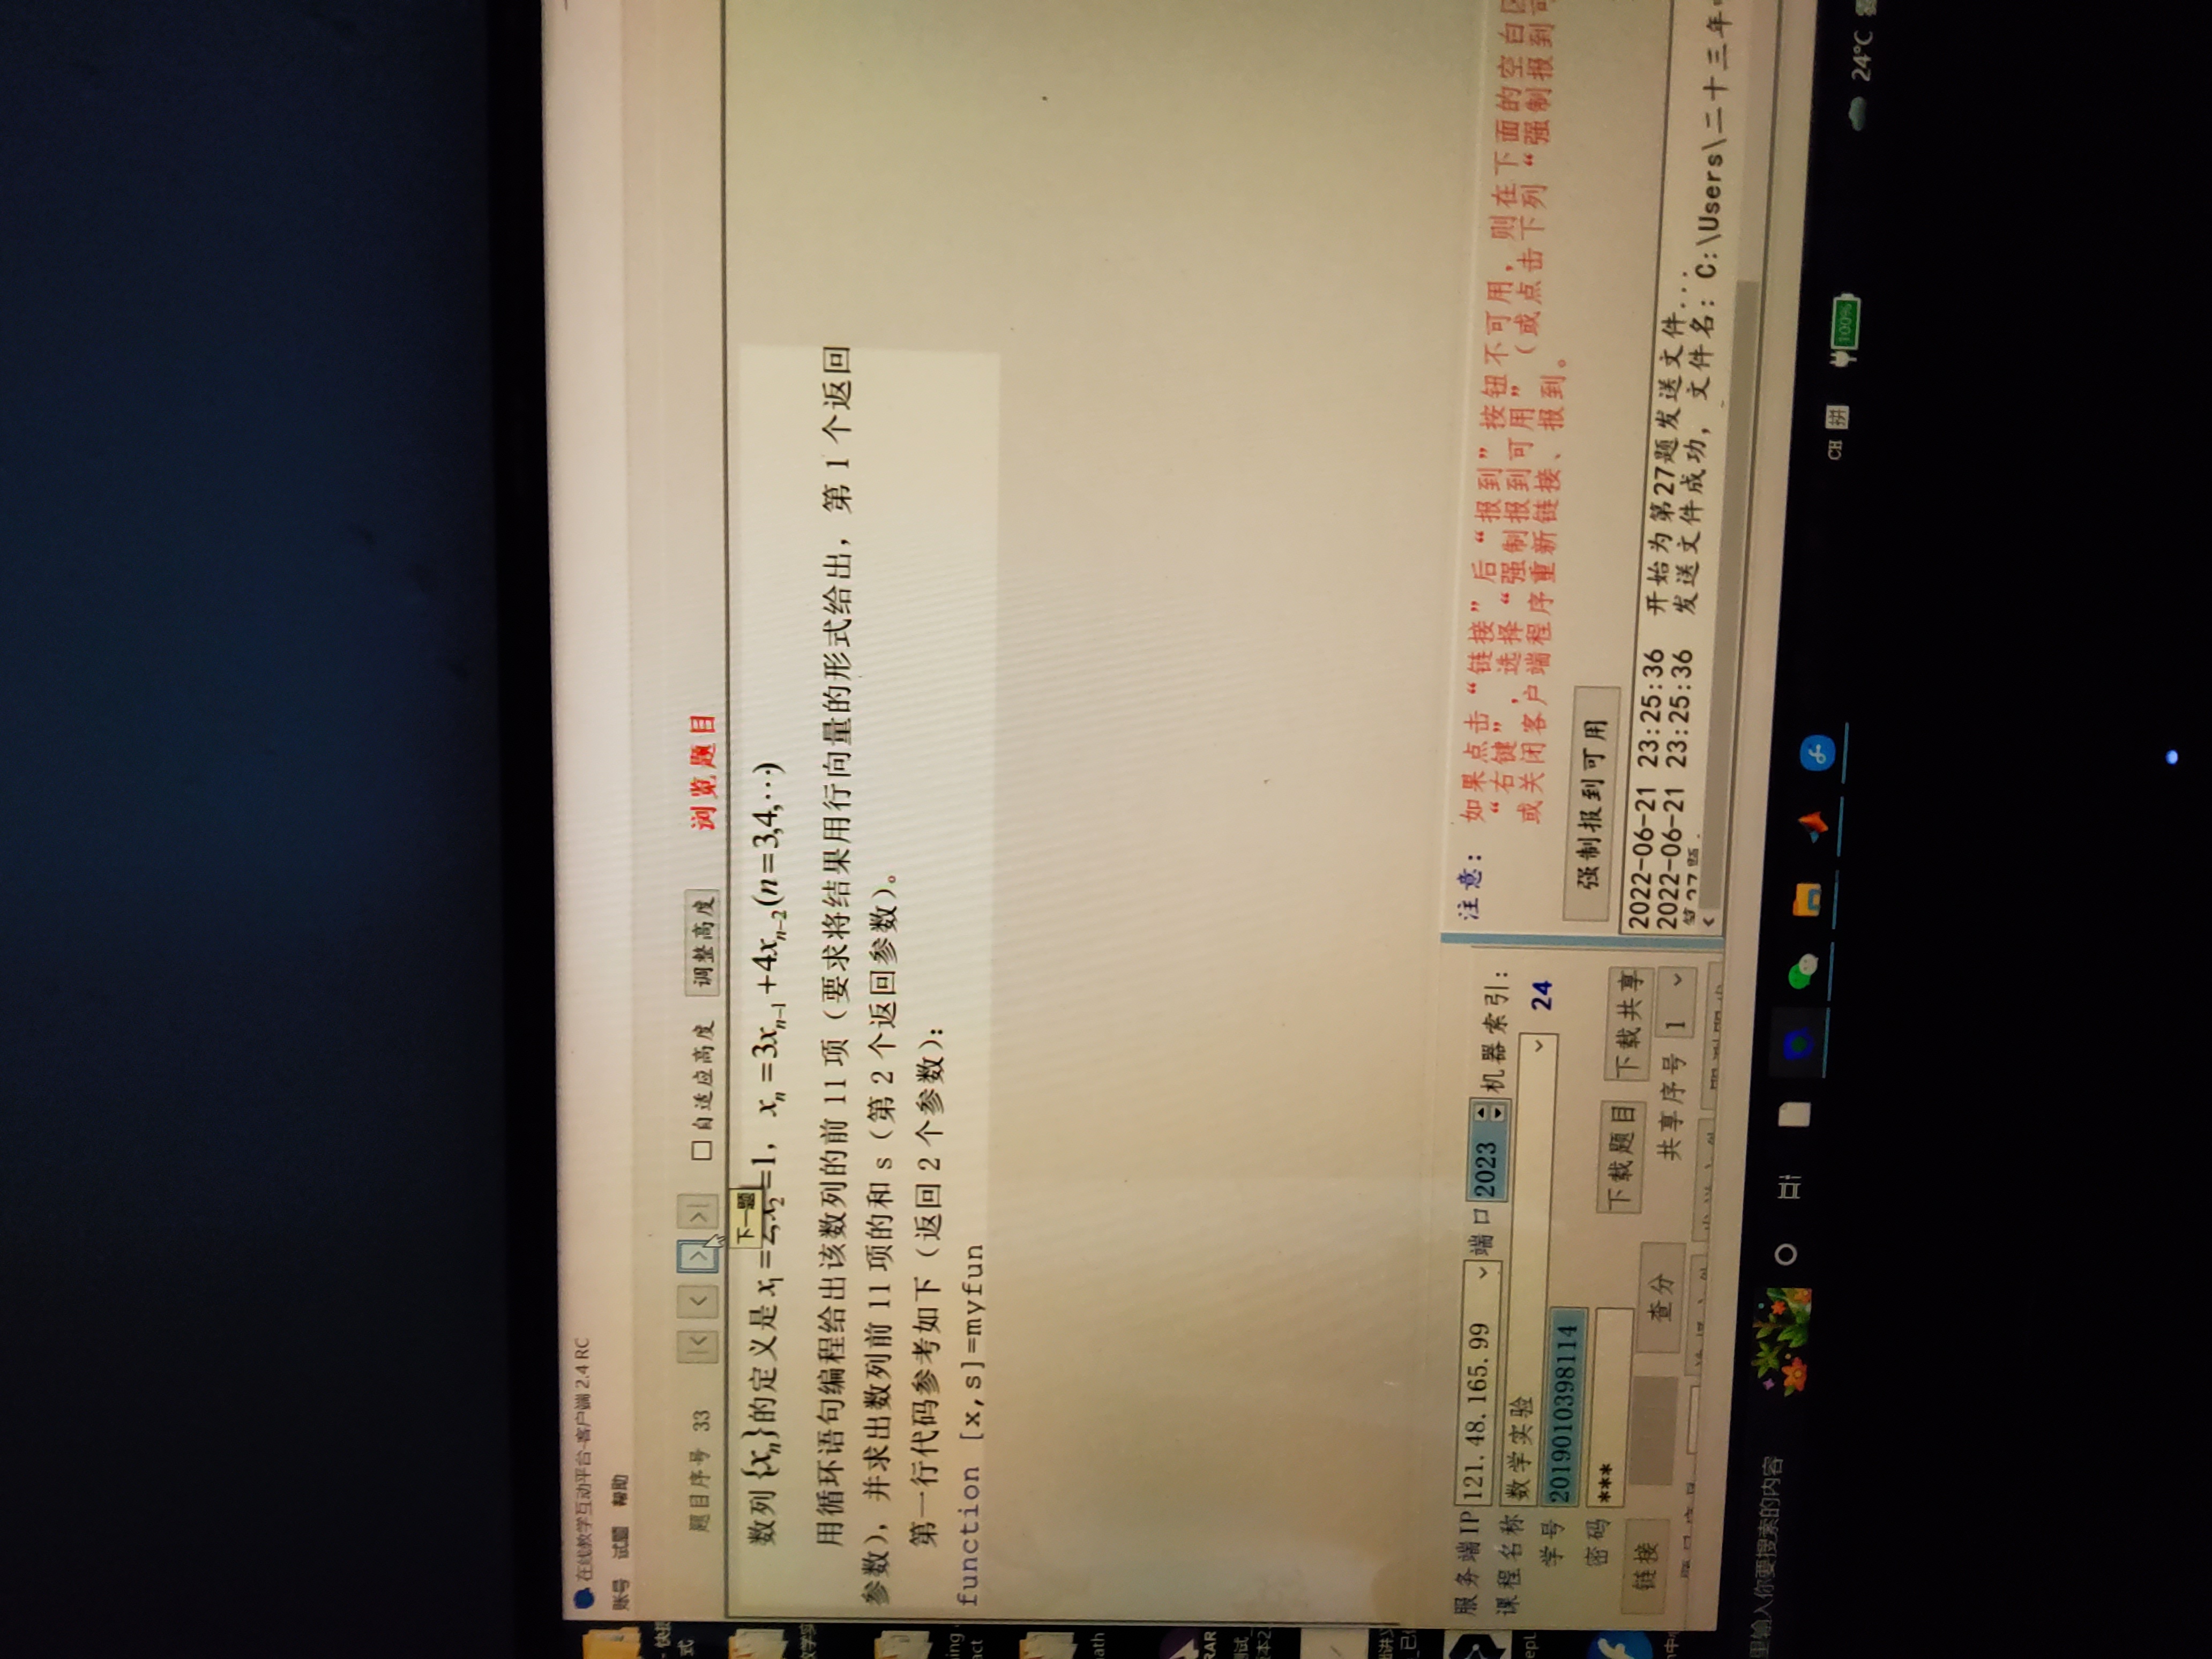 在线教学互动平台-客户端 2.4 RC
账号 试题 帮助
题目序号 33 |< < > >| 自适应高度 调整高度 浏览题目
下一题
数列{xn}的定义是x1=2,x2=1，xn=3xn-1+4xn-2(n=3,4,…)
用循环语句编程给出该数列的前 11 项（要求将结果用行向量的形式给出，第 1 个返回
参数），并求出数列前 11 项的和 s（第 2 个返回参数）。
第一行代码参考如下（返回 2 个参数）：
function [x,s]=myfun
- 快捷
式
RAR
服务端IP 121.48.165.99 端口 2023 机器索引：
课程名称 数学实验 24
学号 2019010398114
密码 ***
下载题目 下载共享
链接 查分 共享序号 1
注意： 如果点击“链接”后“报到”按钮不可用，则在下面的空白区
“右键”，选择“强制报到可用”（或点击下列“强制报到可
或关闭客户端程序重新链接、报到。
强制报到可用
2022-06-21 23:25:36 开始为第27题发送文件...
2022-06-21 23:25:36 发送文件成功，文件名：C:\Users\二十三年
里输入你要搜索的内容
CH 拼 100% 24°C